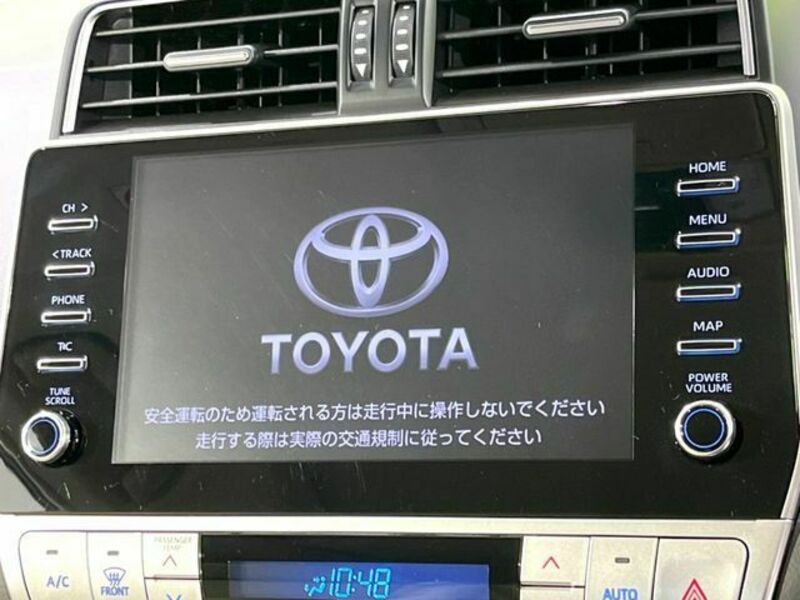 CH >
< TRACK
PHONE
T&C
TUNE
SCROLL
HOME
MENU
AUDIO
MAP
POWER
VOLUME
TOYOTA
安全運転のため運転される方は走行中に操作しないでください
走行する際は実際の交通規制に従ってください
PASSENGER
TEMP
A/C
FRONT
10:48
AUTO